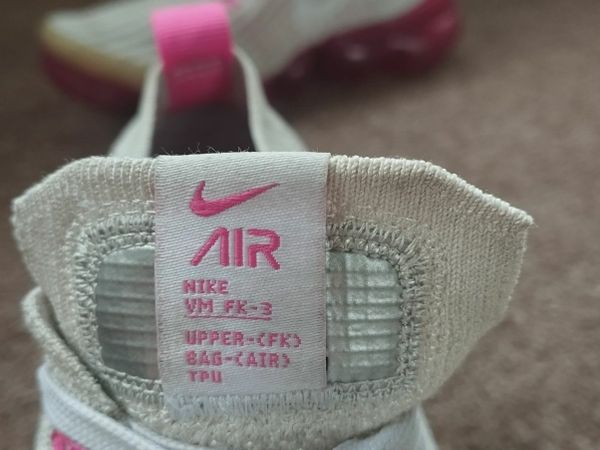 AIR
NIKE
VM FK-3
UPPER-(FK)
BAG-(AIR)
TPU